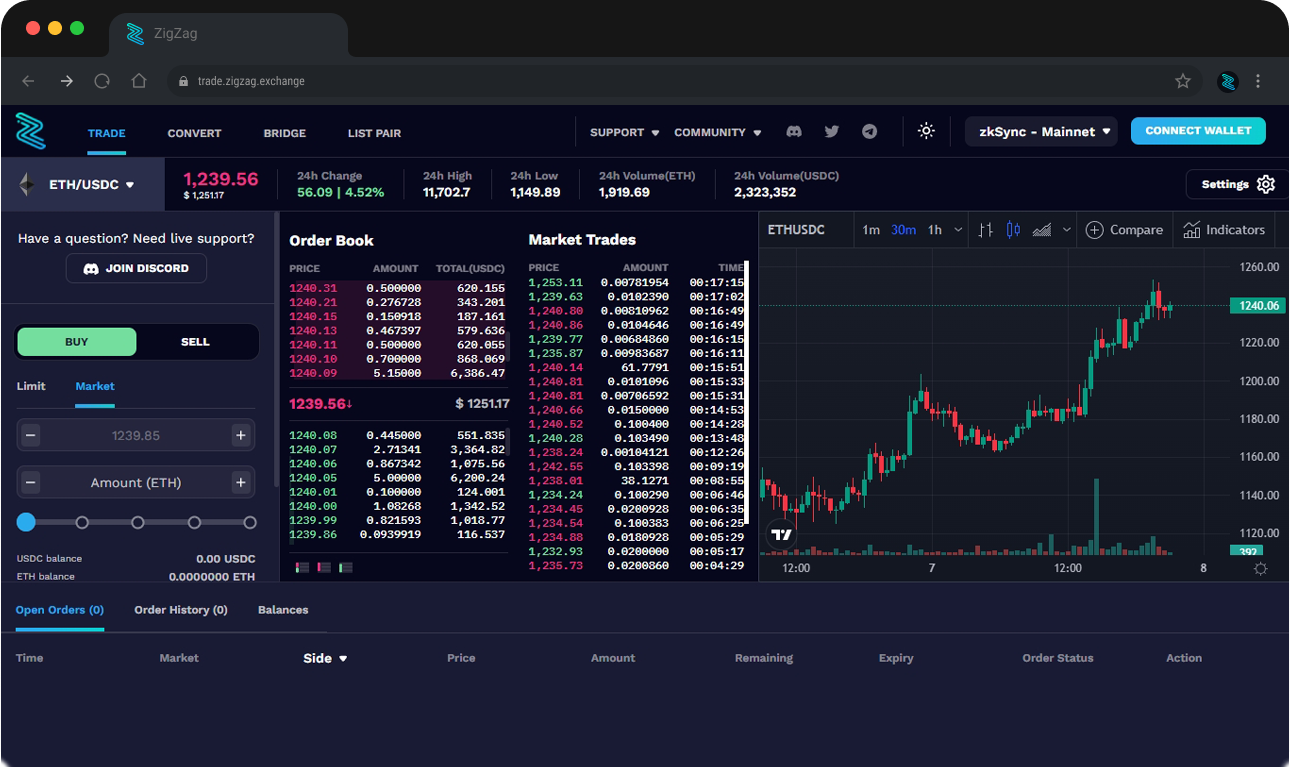 ZigZag
trade.zigzag.exchange
TRADE CONVERT BRIDGE LIST PAIR SUPPORT COMMUNITY zkSync - Mainnet CONNECT WALLET
ETH/USDC
1,239.56
$ 1,251.17
24h Change
56.09 | 4.52%
24h High
11,702.7
24h Low
1,149.89
24h Volume(ETH)
1,919.69
24h Volume(USDC)
2,323,352
Settings
Have a question? Need live support?
JOIN DISCORD
BUY SELL
Limit Market
− 1239.85 +
− Amount (ETH) +
USDC balance 0.00 USDC
ETH balance 0.0000000 ETH
Order Book
PRICE AMOUNT TOTAL(USDC)
1240.31 0.500000 620.155
1240.21 0.276728 343.201
1240.15 0.150918 187.161
1240.13 0.467397 579.636
1240.11 0.500000 620.055
1240.10 0.700000 868.069
1240.09 5.15000 6,386.47
1239.56↓ $ 1251.17
1240.08 0.445000 551.835
1240.07 2.71341 3,364.82
1240.06 0.867342 1,075.56
1240.05 5.00000 6,200.24
1240.01 0.100000 124.001
1240.00 1.08268 1,342.52
1239.99 0.821593 1,018.77
1239.86 0.0939919 116.537
Market Trades
PRICE AMOUNT TIME
1,253.11 0.00781954 00:17:15
1,239.63 0.0102390 00:17:02
1,240.80 0.00810962 00:16:49
1,240.86 0.0104646 00:16:49
1,239.77 0.00684860 00:16:15
1,235.87 0.00983687 00:16:11
1,240.14 61.7791 00:15:51
1,240.81 0.0101096 00:15:33
1,240.81 0.00706592 00:15:31
1,240.66 0.0150000 00:14:53
1,240.52 0.100400 00:14:28
1,240.28 0.103490 00:13:48
1,238.24 0.00104121 00:12:26
1,242.55 0.103398 00:09:19
1,238.01 38.1271 00:08:55
1,234.24 0.100290 00:06:46
1,234.45 0.0200928 00:06:35
1,234.54 0.100383 00:06:25
1,234.88 0.0180928 00:05:29
1,232.93 0.0200000 00:05:17
1,235.73 0.0200860 00:04:29
ETHUSDC 1m 30m 1h Compare Indicators
1260.00
1240.06
1220.00
1200.00
1180.00
1160.00
1140.00
1120.00
392
12:00 7 12:00 8
Open Orders (0) Order History (0) Balances
Time Market Side Price Amount Remaining Expiry Order Status Action